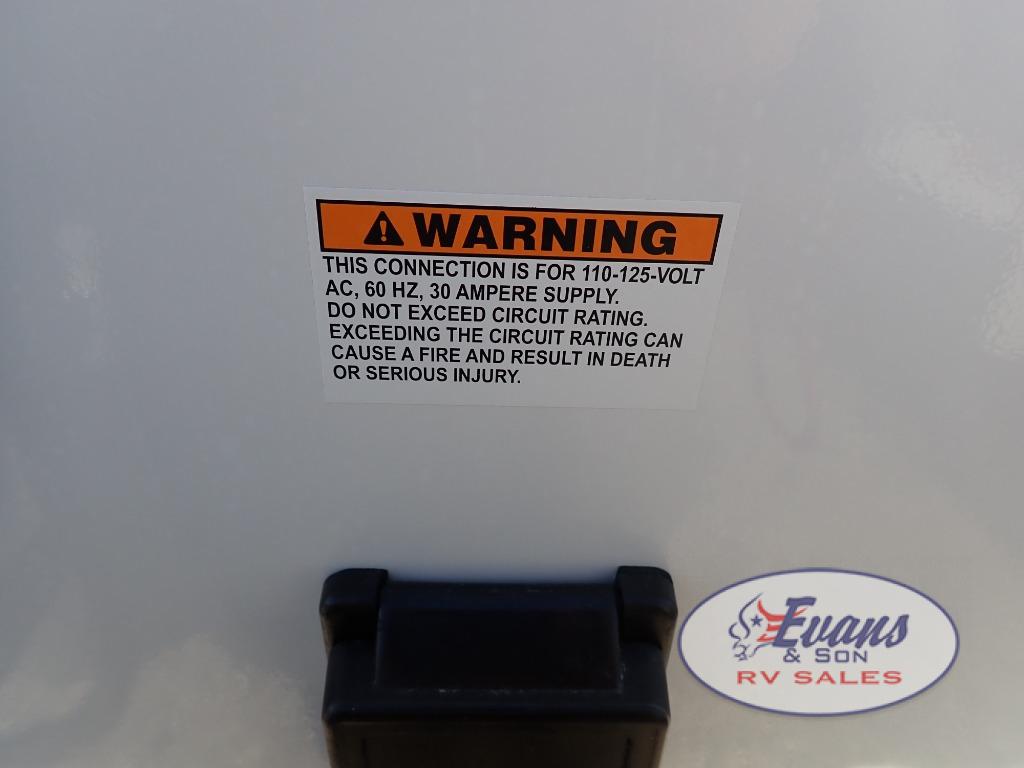 WARNING
THIS CONNECTION IS FOR 110-125-VOLT
AC, 60 HZ, 30 AMPERE SUPPLY.
DO NOT EXCEED CIRCUIT RATING.
EXCEEDING THE CIRCUIT RATING CAN
CAUSE A FIRE AND RESULT IN DEATH
OR SERIOUS INJURY.
Evans
& SON
RV SALES